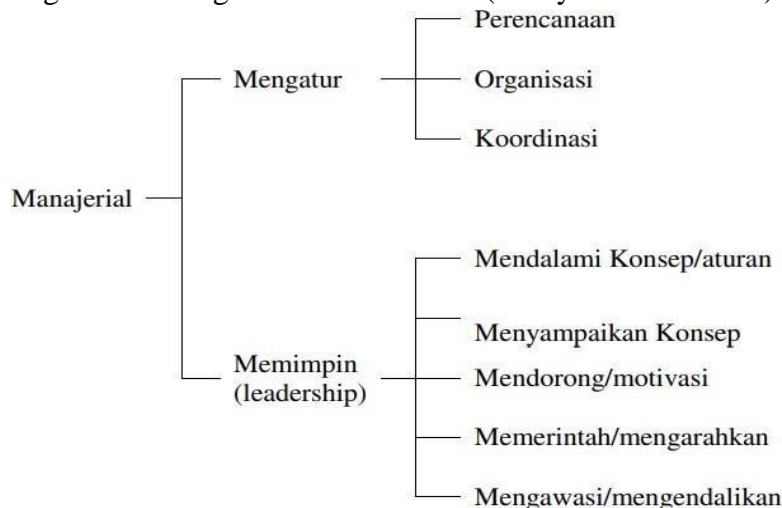 Perencanaan
Mengatur
Organisasi
Koordinasi
Manajerial
Mendalami Konsep/aturan
Menyampaikan Konsep
Memimpin
(leadership)
Mendorong/motivasi
Memerintah/mengarahkan
Mengawasi/mengendalikan